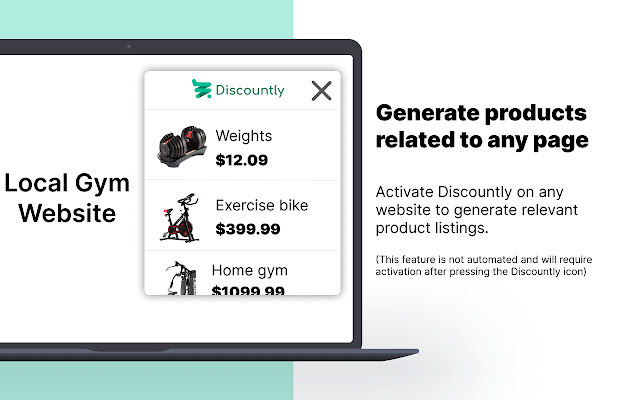 Local Gym
Website
Discountly
Weights
$12.09
Exercise bike
$399.99
Home gym
$1099.99
Generate products
related to any page
Activate Discountly on any
website to generate relevant
product listings.
(This feature is not automated and will require
activation after pressing the Discountly icon)